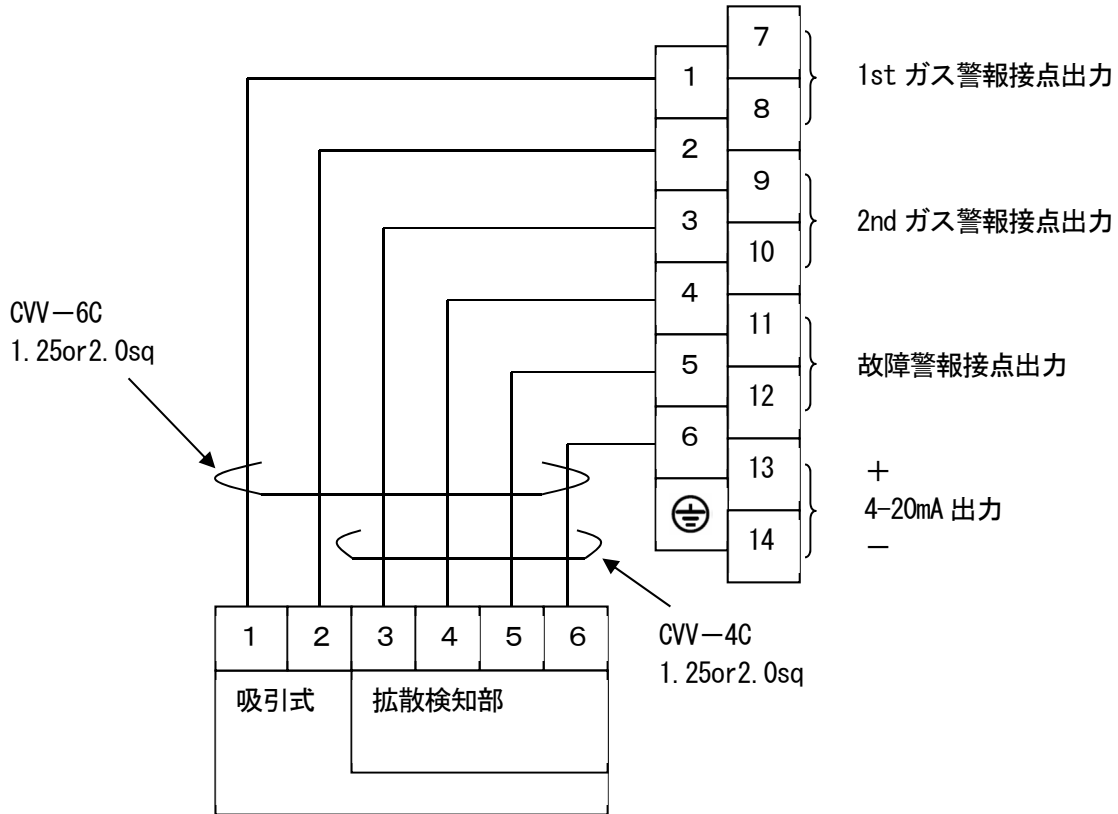 7
1
1st ガス警報接点出力
8
2
9
3
2nd ガス警報接点出力
10
4
11
CVV－6C
1.25or2.0sq
5
故障警報接点出力
12
6
13
＋
4-20mA 出力
14
－
1 2 3 4 5 6
CVV－4C
1.25or2.0sq
吸引式
拡散検知部